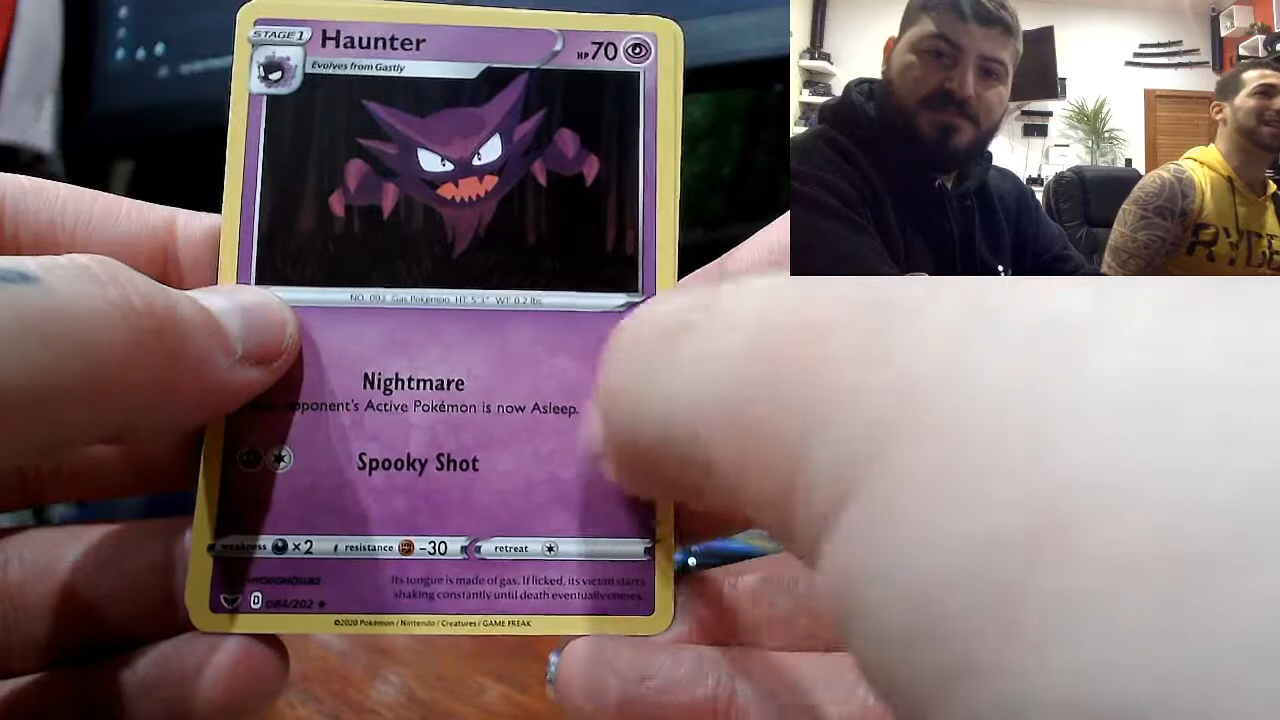 STAGE 1
Haunter
HP 70
Evolves from Gastly
NO. 093 Gas Pokémon HT: 5'3" WT: 0.2 lbs.
Nightmare
opponent's Active Pokémon is now Asleep.
Spooky Shot
weakness ×2 resistance -30 retreat
Its tongue is made of gas. If licked, its victim starts
shaking constantly until death eventually comes.
D 084/202
©2020 Pokémon / Nintendo / Creatures / GAME FREAK